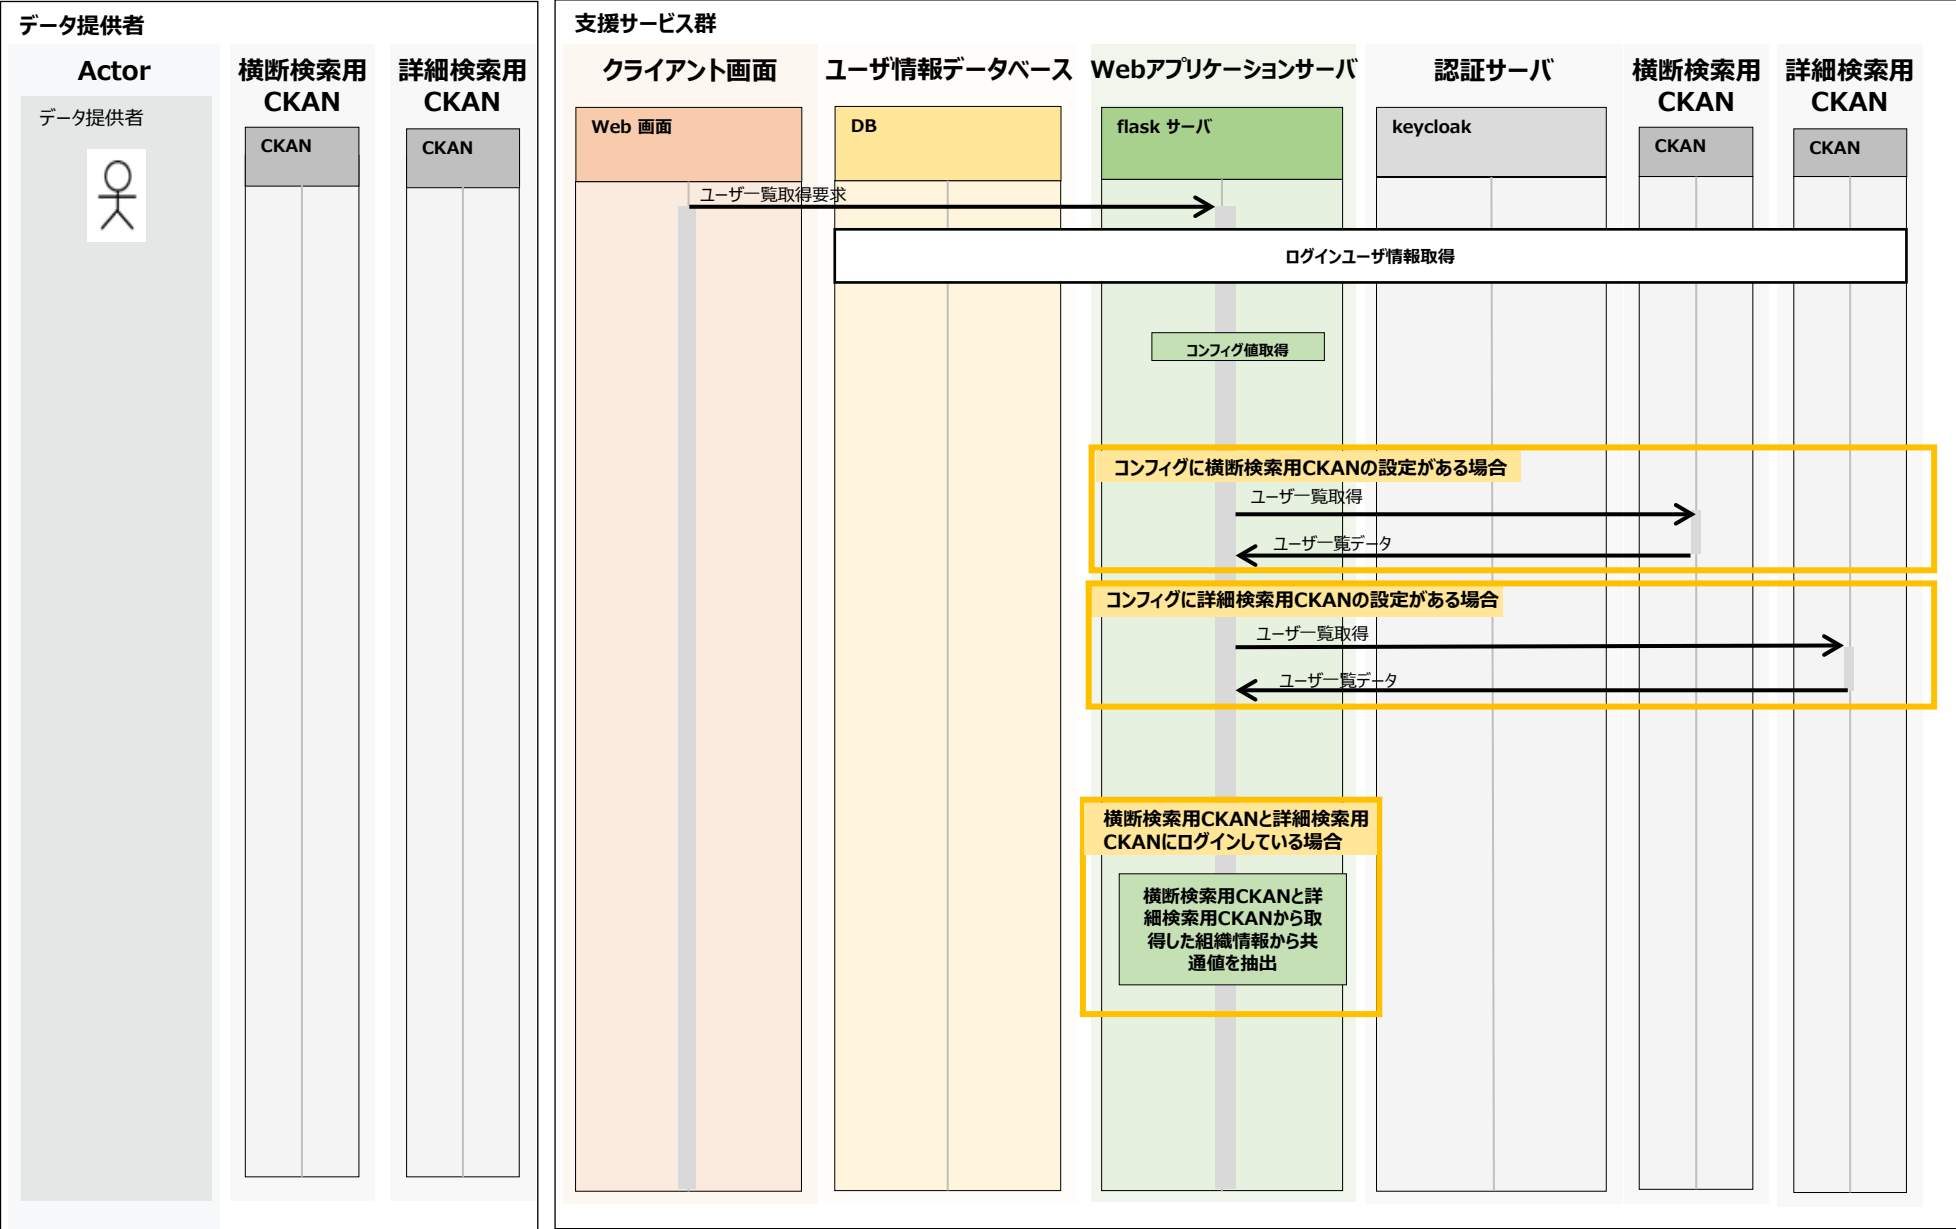 データ提供者
Actor
データ提供者
横断検索用
CKAN
CKAN
詳細検索用
CKAN
CKAN
支援サービス群
クライアント画面
Web 画面
ユーザ情報データベース
DB
Webアプリケーションサーバ
flask サーバ
認証サーバ
keycloak
横断検索用
CKAN
CKAN
詳細検索用
CKAN
CKAN
ユーザ一覧取得要求
ログインユーザ情報取得
コンフィグ値取得
コンフィグに横断検索用CKANの設定がある場合
ユーザ一覧取得
ユーザ一覧データ
コンフィグに詳細検索用CKANの設定がある場合
ユーザ一覧取得
ユーザ一覧データ
横断検索用CKANと詳細検索用
CKANにログインしている場合
横断検索用CKANと詳
細検索用CKANから取
得した組織情報から共
通値を抽出